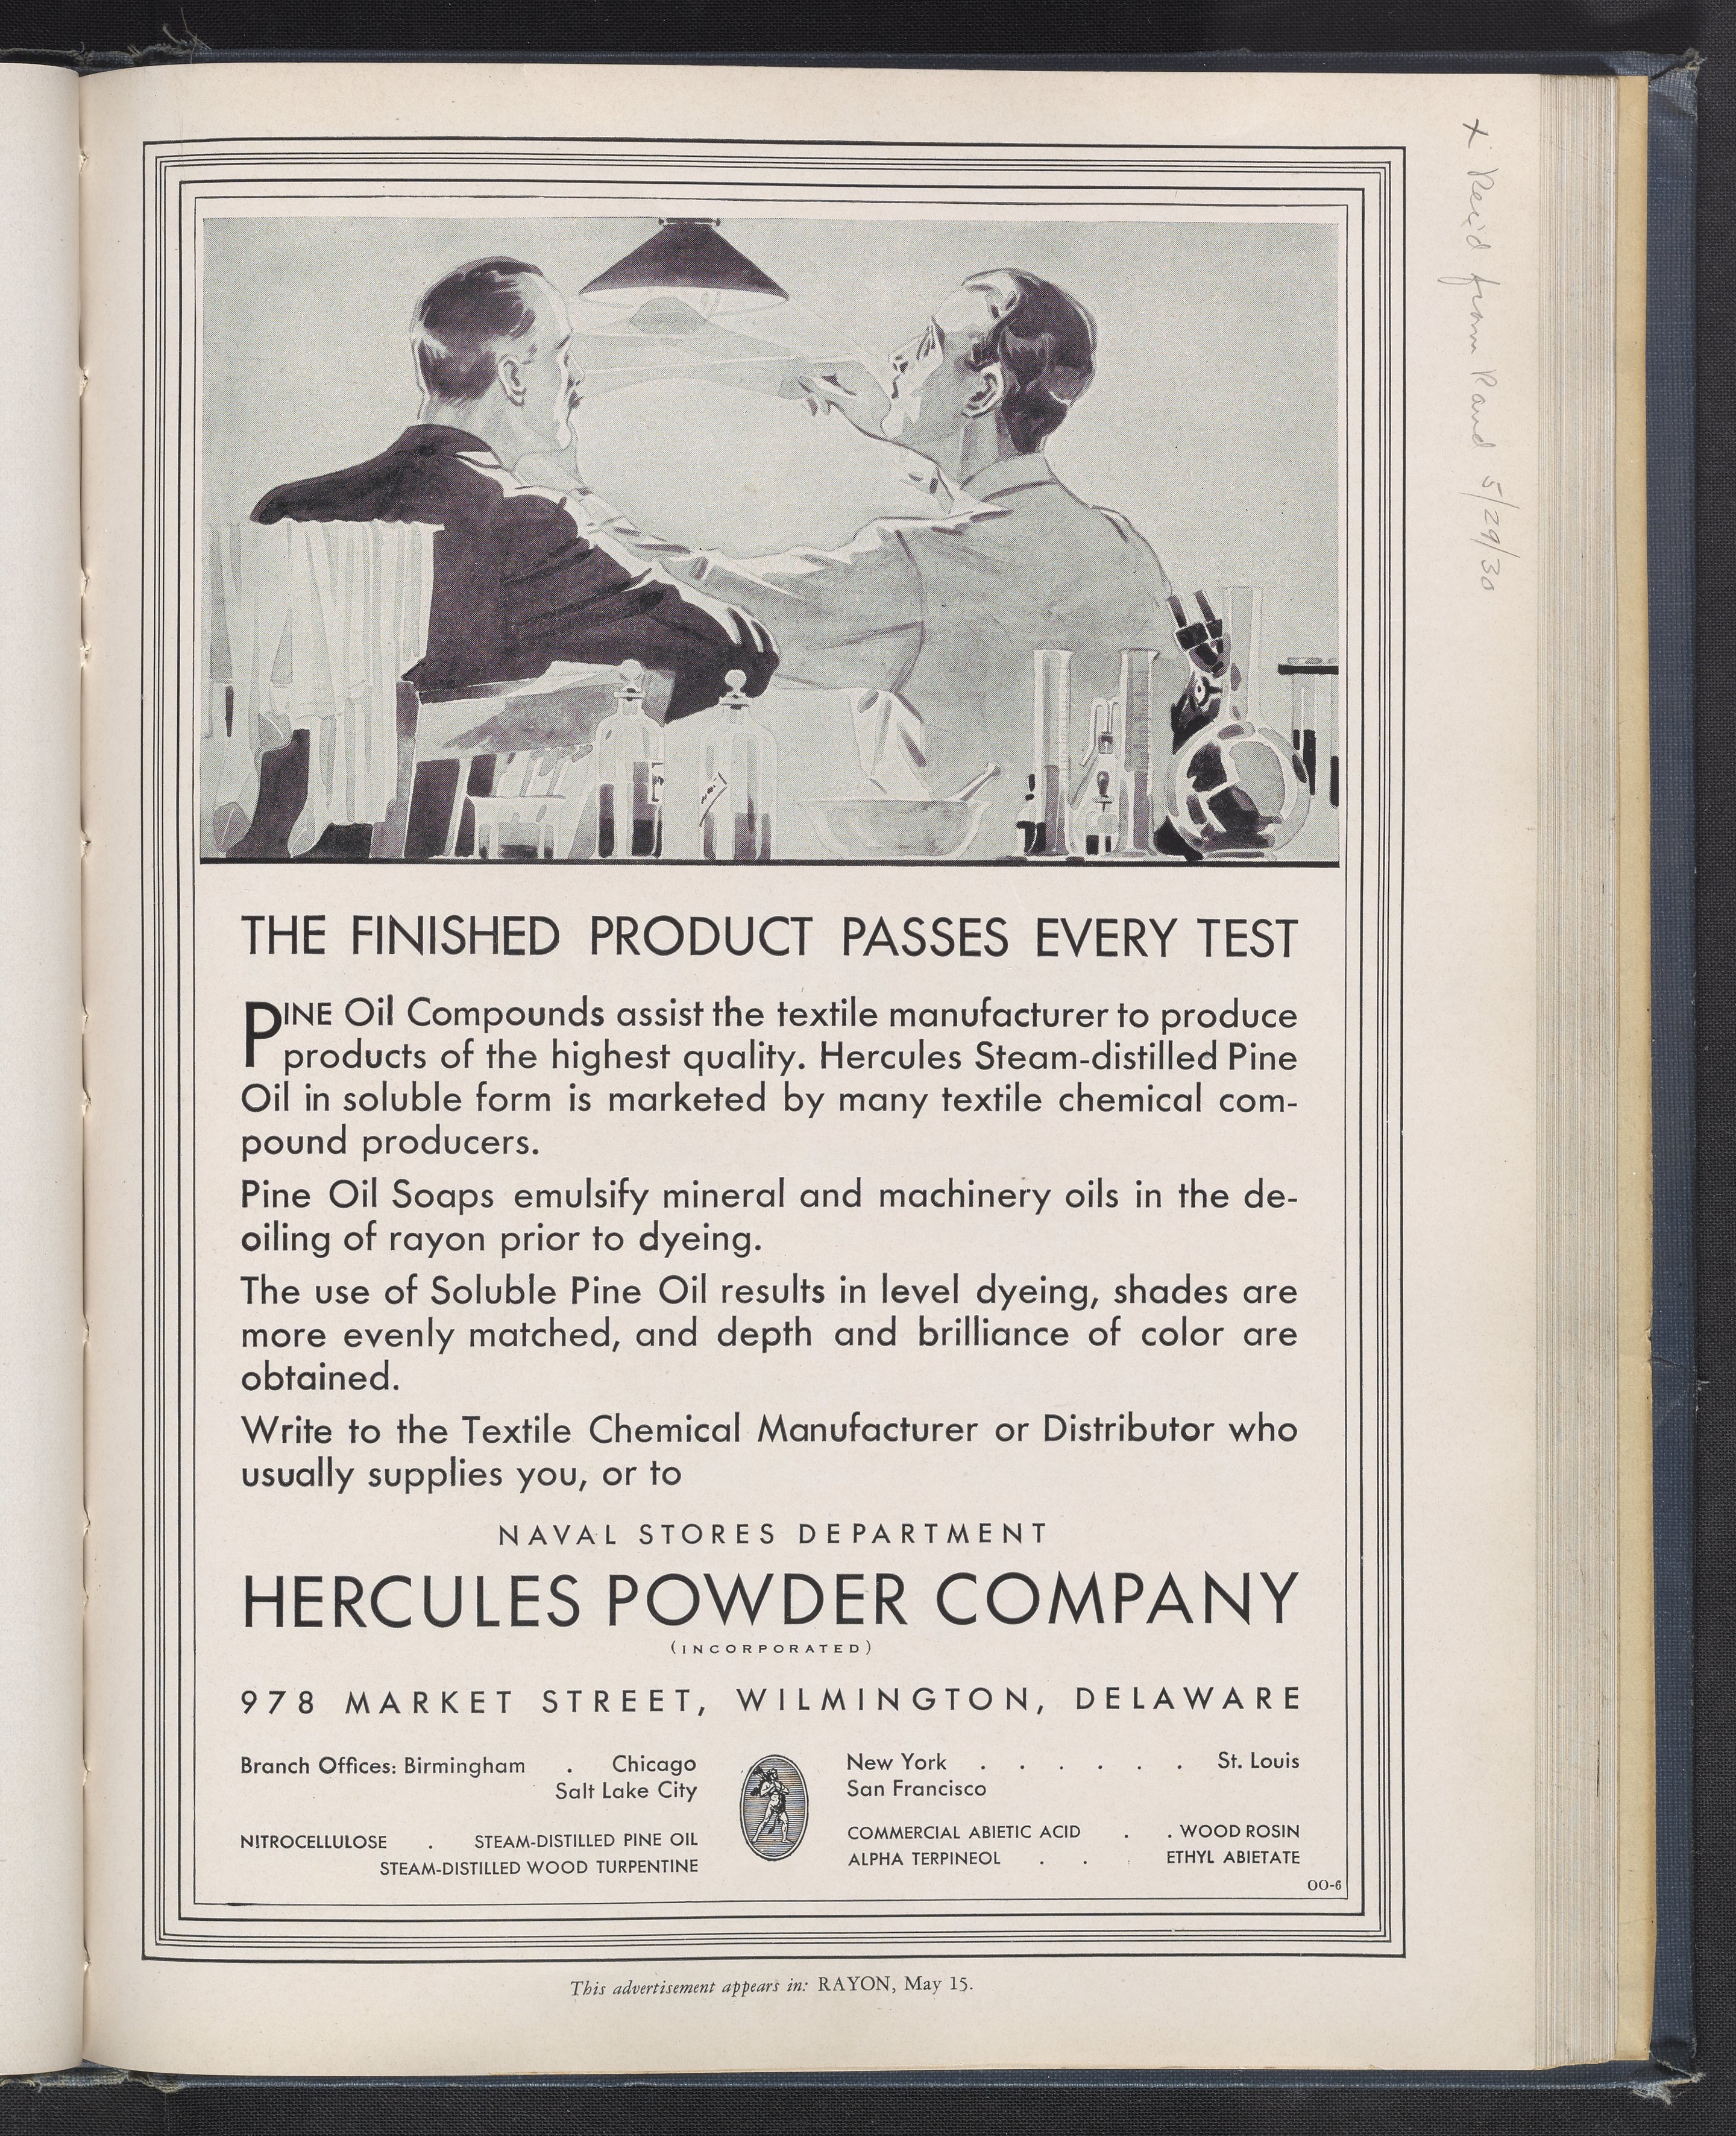 x Rec'd from Rand 5/29/30
THE FINISHED PRODUCT PASSES EVERY TEST
PINE Oil Compounds assist the textile manufacturer to produce
products of the highest quality. Hercules Steam-distilled Pine
Oil in soluble form is marketed by many textile chemical com-
pound producers.
Pine Oil Soaps emulsify mineral and machinery oils in the de-
oiling of rayon prior to dyeing.
The use of Soluble Pine Oil results in level dyeing, shades are
more evenly matched, and depth and brilliance of color are
obtained.
Write to the Textile Chemical Manufacturer or Distributor who
usually supplies you, or to
NAVAL STORES DEPARTMENT
HERCULES POWDER COMPANY
(INCORPORATED)
978 MARKET STREET, WILMINGTON, DELAWARE
Branch Offices: Birmingham . Chicago
Salt Lake City
New York . . . . . . St. Louis
San Francisco
NITROCELLULOSE . STEAM-DISTILLED PINE OIL
STEAM-DISTILLED WOOD TURPENTINE
COMMERCIAL ABIETIC ACID . . WOOD ROSIN
ALPHA TERPINEOL . . . ETHYL ABIETATE
OO-6
This advertisement appears in: RAYON, May 15.